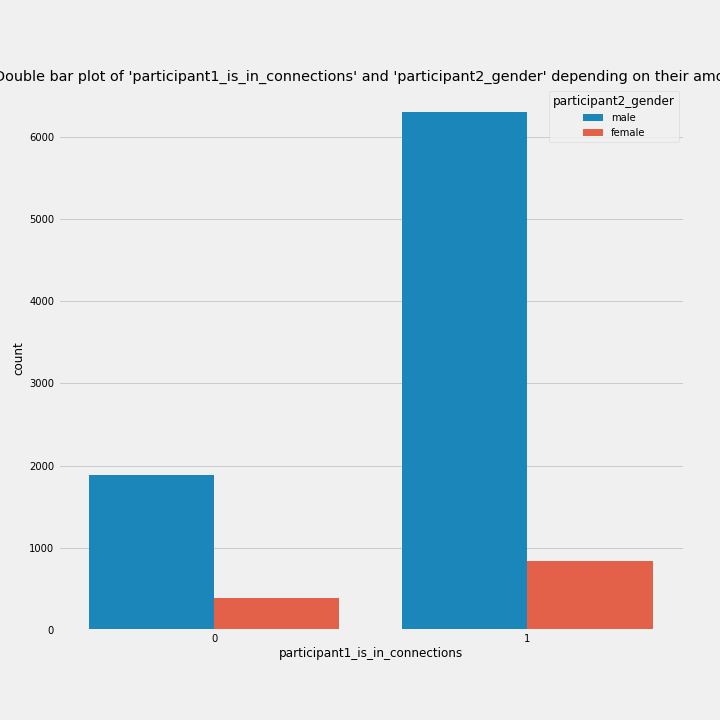 Double bar plot of 'participant1_is_in_connections' and 'participant2_gender' depending on their
participant2_gender
male
female
6000
5000
4000
3000
2000
1000
0
count
0 1
participant1_is_in_connections